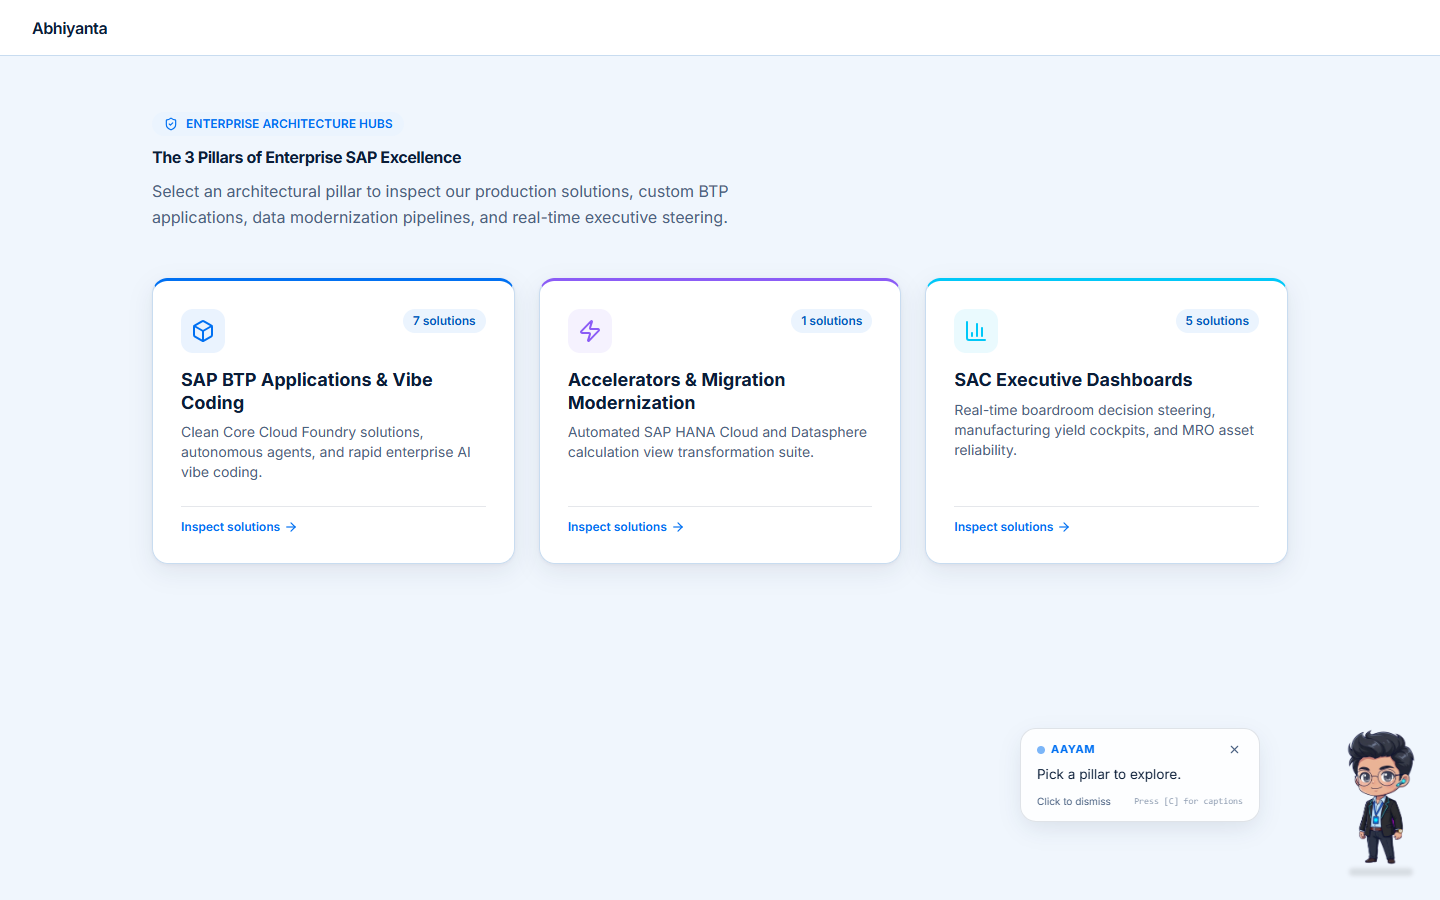 Abhiyanta
ENTERPRISE ARCHITECTURE HUBS
The 3 Pillars of Enterprise SAP Excellence
Select an architectural pillar to inspect our production solutions, custom BTP
applications, data modernization pipelines, and real-time executive steering.
7 solutions
SAP BTP Applications & Vibe
Coding
Clean Core Cloud Foundry solutions,
autonomous agents, and rapid enterprise AI
vibe coding.
Inspect solutions →
1 solutions
Accelerators & Migration
Modernization
Automated SAP HANA Cloud and Datasphere
calculation view transformation suite.
Inspect solutions →
5 solutions
SAC Executive Dashboards
Real-time boardroom decision steering,
manufacturing yield cockpits, and MRO asset
reliability.
Inspect solutions →
AAYAM
Pick a pillar to explore.
Click to dismiss
Press [C] for captions